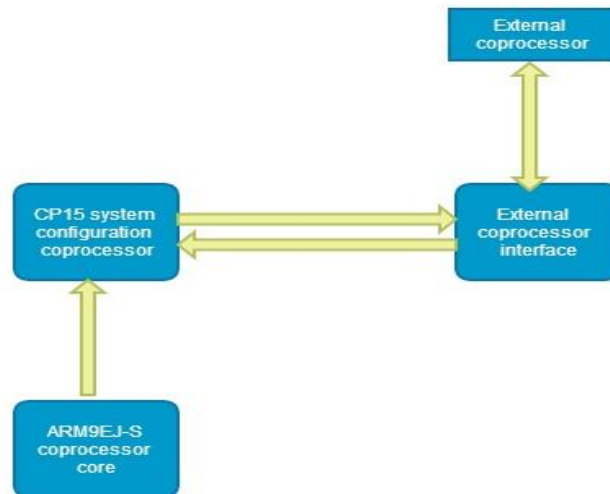 External
coprocessor
CP15 system
configuration
coprocessor
External
coprocessor
interface
ARM9EJ-S
coprocessor
core